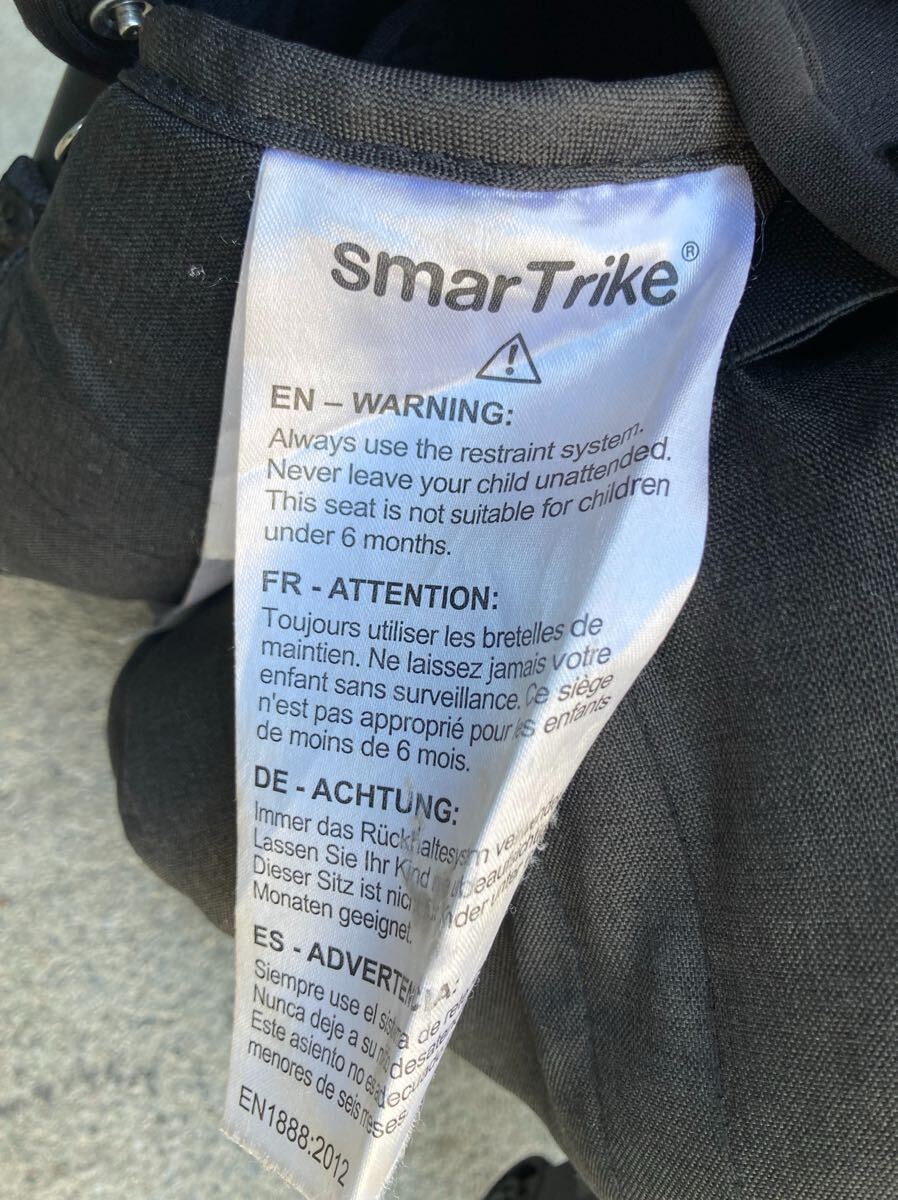 smarTrike®
EN – WARNING:
Always use the restraint system.
Never leave your child unattended.
This seat is not suitable for children
under 6 months.
FR - ATTENTION:
Toujours utiliser les bretelles de
maintien. Ne laissez jamais votre
enfant sans surveillance. Ce siège
n'est pas approprié pour les enfants
de moins de 6 mois.
DE - ACHTUNG:
Immer das Rückhaltesystem
Lassen Sie Ihr Kind
Dieser Sitz ist
Monaten geeignet.
ES - ADVERTENCIA:
Siempre use el sistema de
Nunca deje a su niño
Este asiento no es
menores de seis meses
EN1888:2012